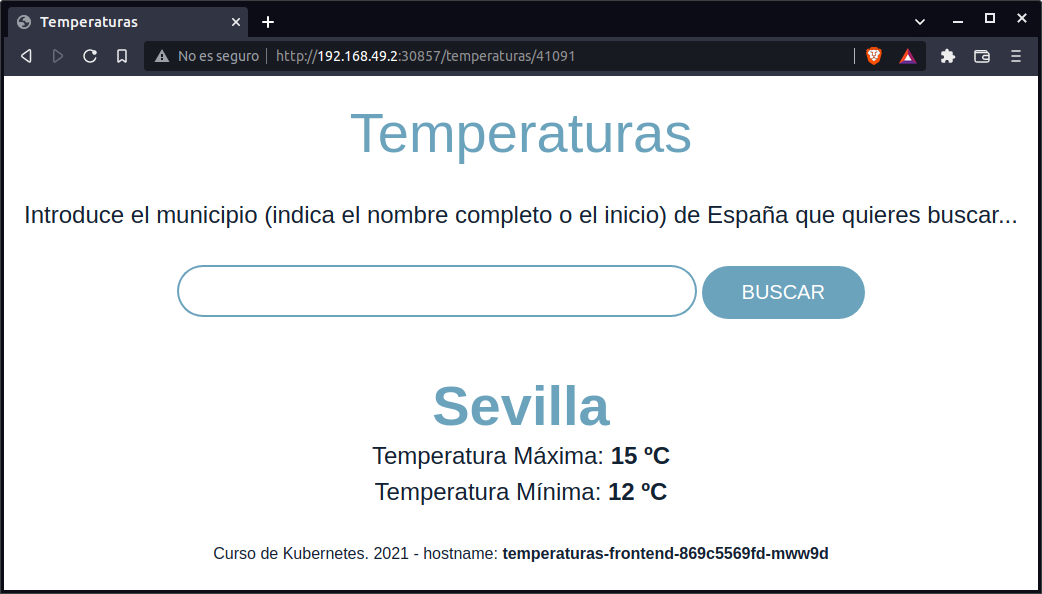 Temperaturas
No es seguro
http://192.168.49.2:30857/temperaturas/41091
Temperaturas
Introduce el municipio (indica el nombre completo o el inicio) de España que quieres buscar...
BUSCAR
Sevilla
Temperatura Máxima: 15 ºC
Temperatura Mínima: 12 ºC
Curso de Kubernetes. 2021 - hostname: temperaturas-frontend-869c5569fd-mww9d